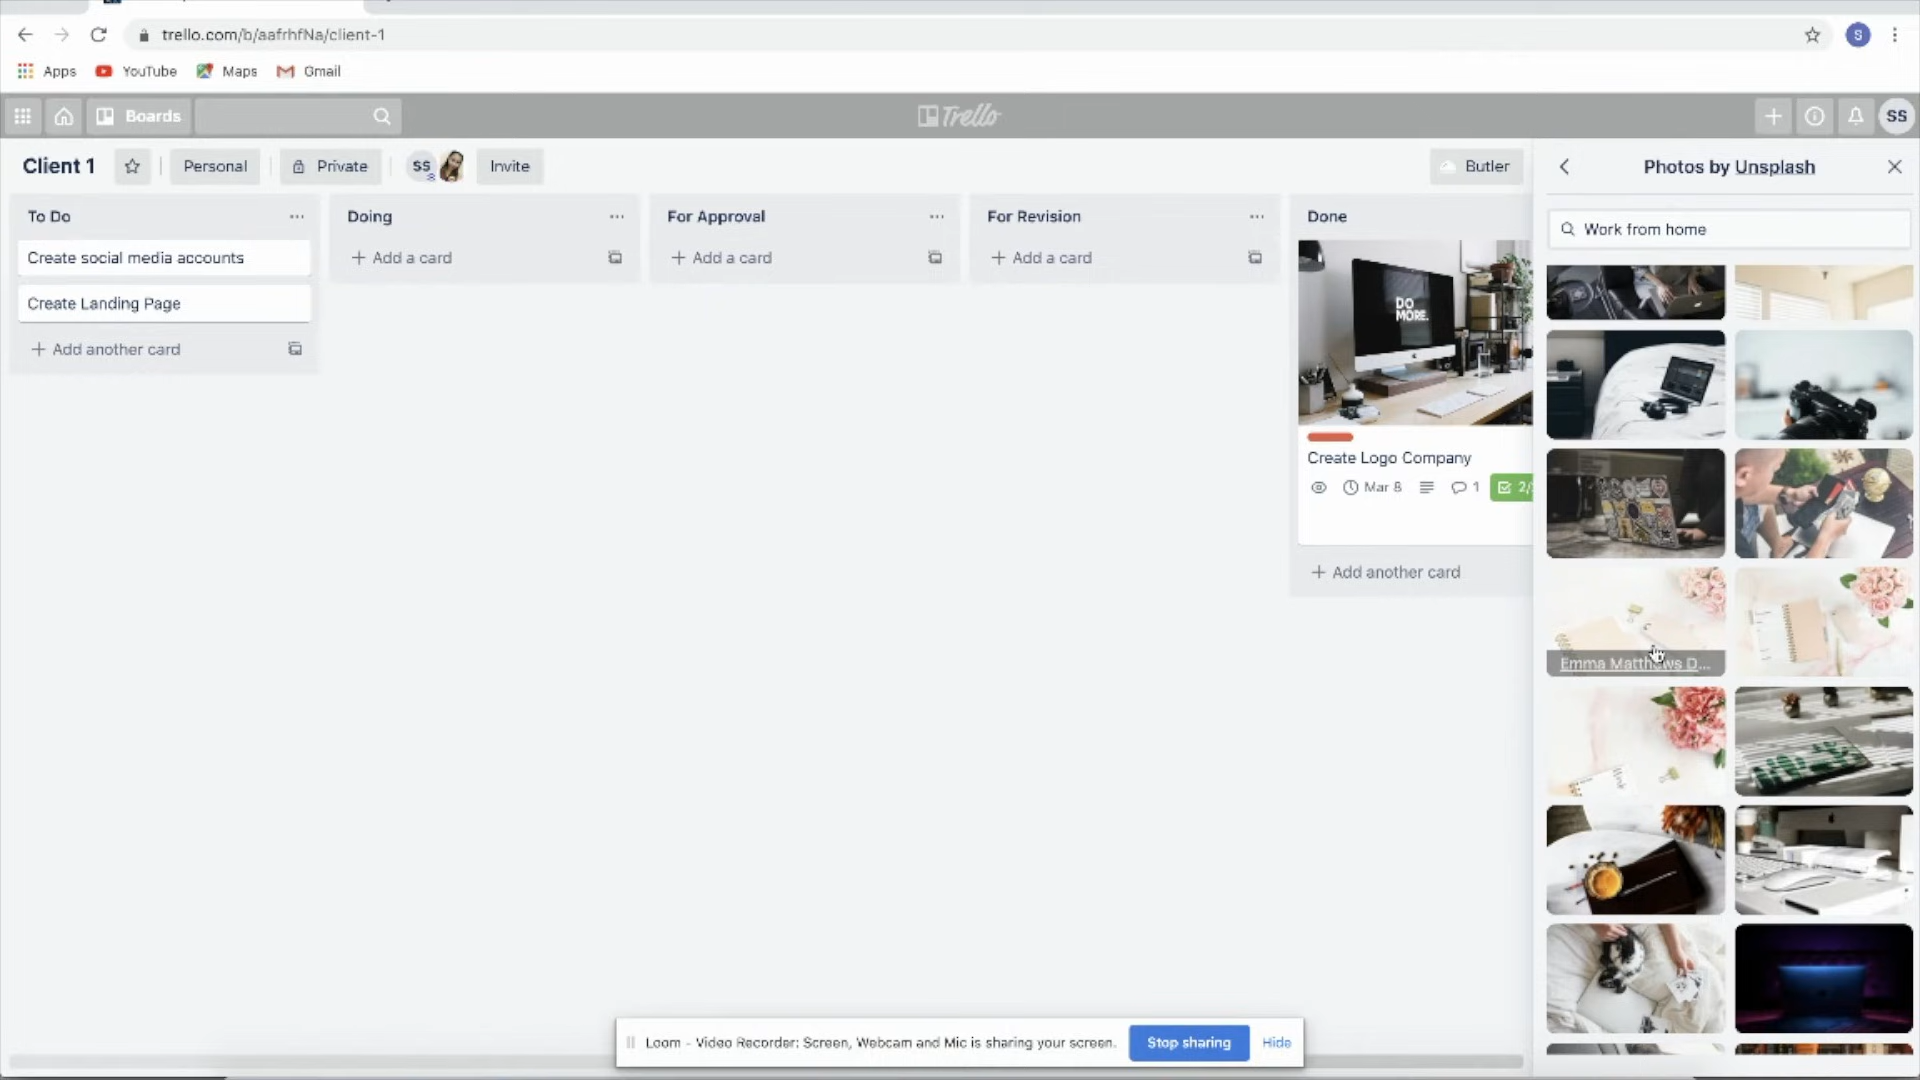 trello.com/b/aafrhfNa/client-1
S
Apps
YouTube
Maps
Gmail
Boards
Trello
SS
Client 1
Personal
Private
SS
Invite
Butler
Photos by Unsplash
Work from home
To Do
Create social media accounts
Create Landing Page
+ Add another card
Doing
+ Add a card
For Approval
+ Add a card
For Revision
+ Add a card
Done
DO
MORE.
Create Logo Company
Mar 8
1
2/
+ Add another card
Emma Matthews D...
Loom - Video Recorder: Screen, Webcam and Mic is sharing your screen.
Stop sharing
Hide